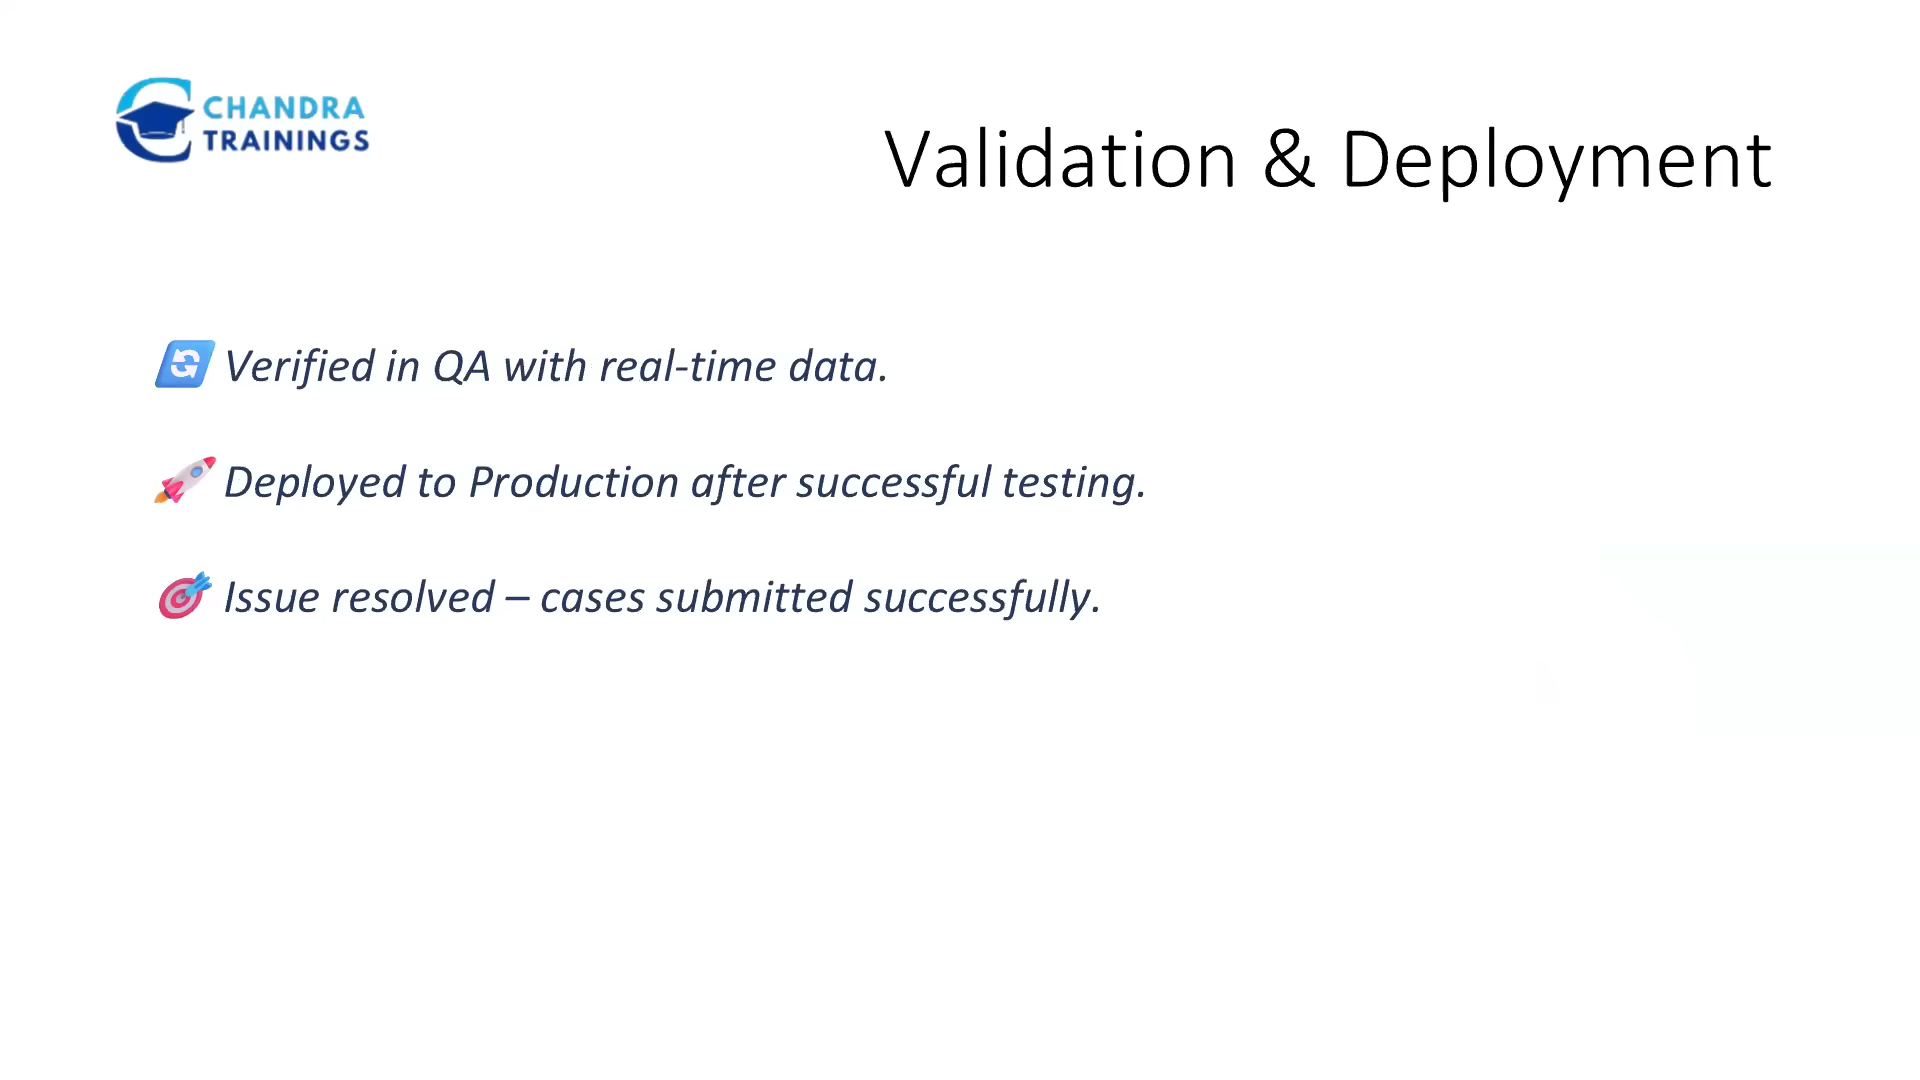 CHANDRA
TRAININGS
Validation & Deployment
Verified in QA with real-time data.
Deployed to Production after successful testing.
Issue resolved – cases submitted successfully.